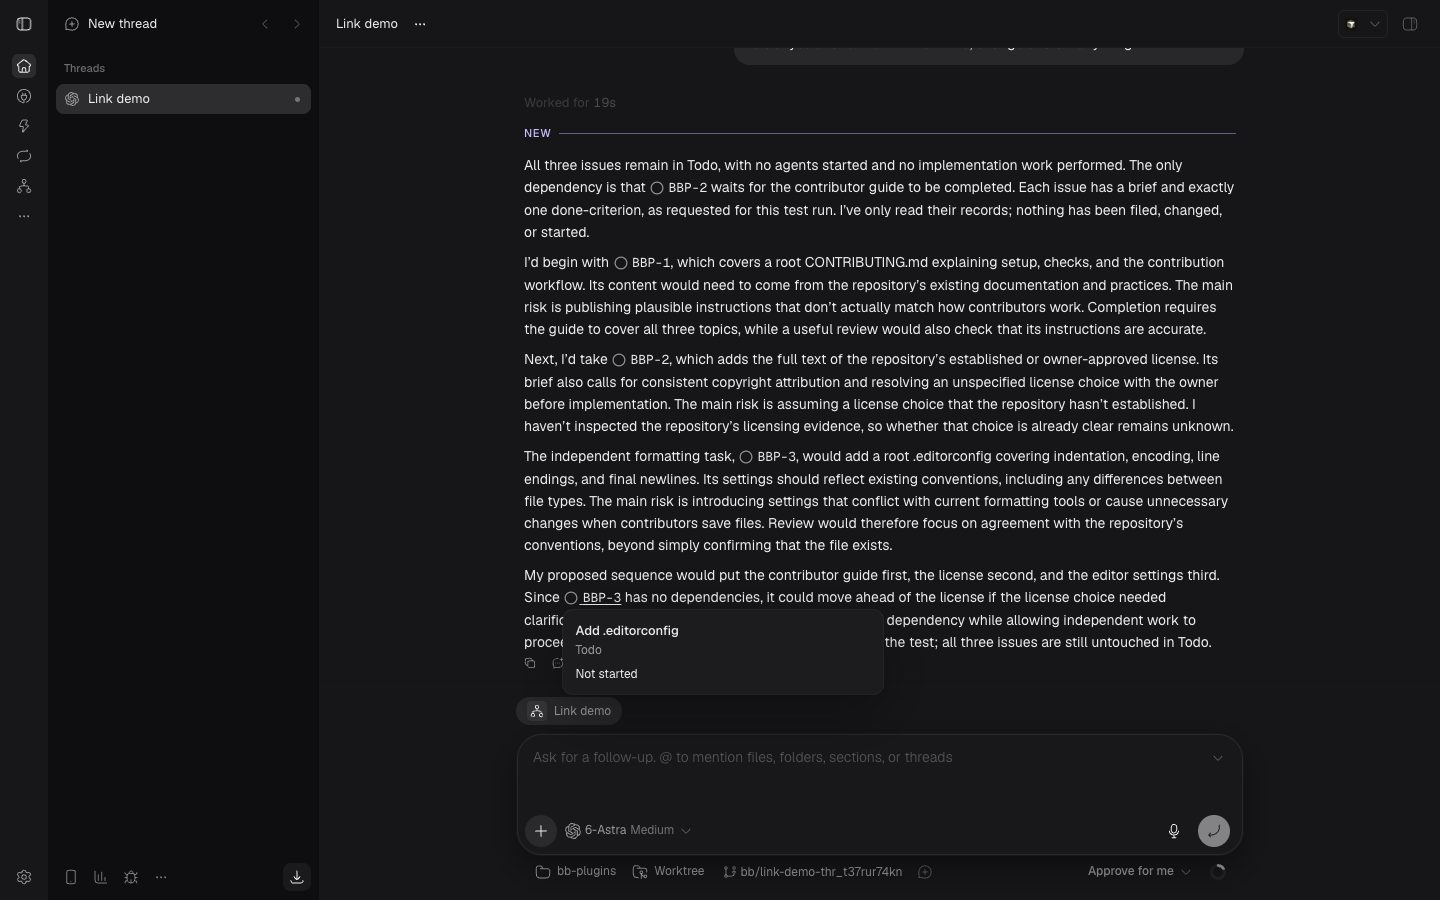 New thread
Link demo
Threads
Link demo
Worked for 19s
NEW
All three issues remain in Todo, with no agents started and no implementation work performed. The only
dependency is that BBP-2 waits for the contributor guide to be completed. Each issue has a brief and exactly
one done-criterion, as requested for this test run. I've only read their records; nothing has been filed, changed,
or started.
I'd begin with BBP-1, which covers a root CONTRIBUTING.md explaining setup, checks, and the contribution
workflow. Its content would need to come from the repository's existing documentation and practices. The main
risk is publishing plausible instructions that don't actually match how contributors work. Completion requires
the guide to cover all three topics, while a useful review would also check that its instructions are accurate.
Next, I'd take BBP-2, which adds the full text of the repository's established or owner-approved license. Its
brief also calls for consistent copyright attribution and resolving an unspecified license choice with the owner
before implementation. The main risk is assuming a license choice that the repository hasn't established. I
haven't inspected the repository's licensing evidence, so whether that choice is already clear remains unknown.
The independent formatting task, BBP-3, would add a root .editorconfig covering indentation, encoding, line
endings, and final newlines. Its settings should reflect existing conventions, including any differences between
file types. The main risk is introducing settings that conflict with current formatting tools or cause unnecessary
changes when contributors save files. Review would therefore focus on agreement with the repository's
conventions, beyond simply confirming that the file exists.
My proposed sequence would put the contributor guide first, the license second, and the editor settings third.
Since BBP-3 has no dependencies, it could move ahead of the license if the license choice needed
dependency while allowing independent work to
the test; all three issues are still untouched in Todo.
Add .editorconfig
Todo
Not started
Link demo
Ask for a follow-up. @ to mention files, folders, sections, or threads
6-Astra Medium
bb-plugins Worktree bb/link-demo-thr_t37rur74kn Approve for me